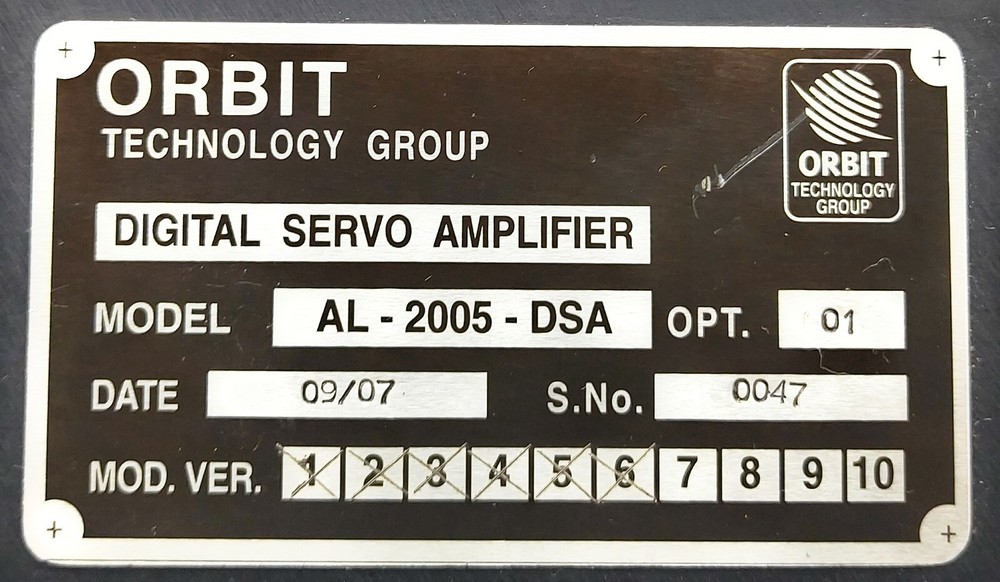 ORBIT
TECHNOLOGY GROUP
ORBIT
TECHNOLOGY
GROUP
DIGITAL SERVO AMPLIFIER
MODEL AL - 2005 - DSA OPT. 01
DATE 09/07 S.No. 0047
MOD. VER. 1 2 3 4 5 6 7 8 9 10